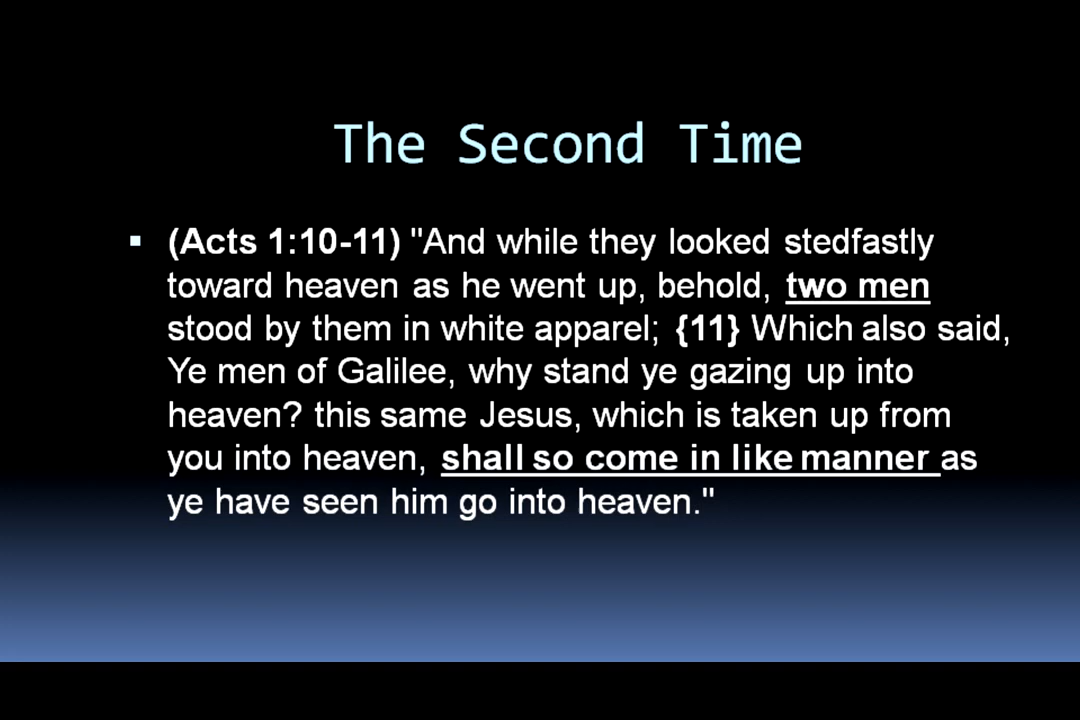 The Second Time
▪ (Acts 1:10-11) "And while they looked stedfastly
toward heaven as he went up, behold, two men
stood by them in white apparel; {11} Which also said,
Ye men of Galilee, why stand ye gazing up into
heaven? this same Jesus, which is taken up from
you into heaven, shall so come in like manner as
ye have seen him go into heaven."